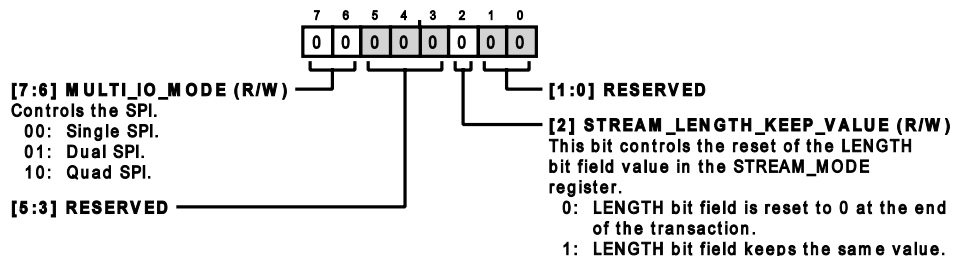 7 6 5 4 3 2 1 0
0 0 0 0 0 0 0 0
[7:6] MULTI_IO_MODE (R/W)
Controls the SPI.
00: Single SPI.
01: Dual SPI.
10: Quad SPI.
[5:3] RESERVED
[1:0] RESERVED
[2] STREAM_LENGTH_KEEP_VALUE (R/W)
This bit controls the reset of the LENGTH
bit field value in the STREAM_MODE
register.
0: LENGTH bit field is reset to 0 at the end
of the transaction.
1: LENGTH bit field keeps the same value.